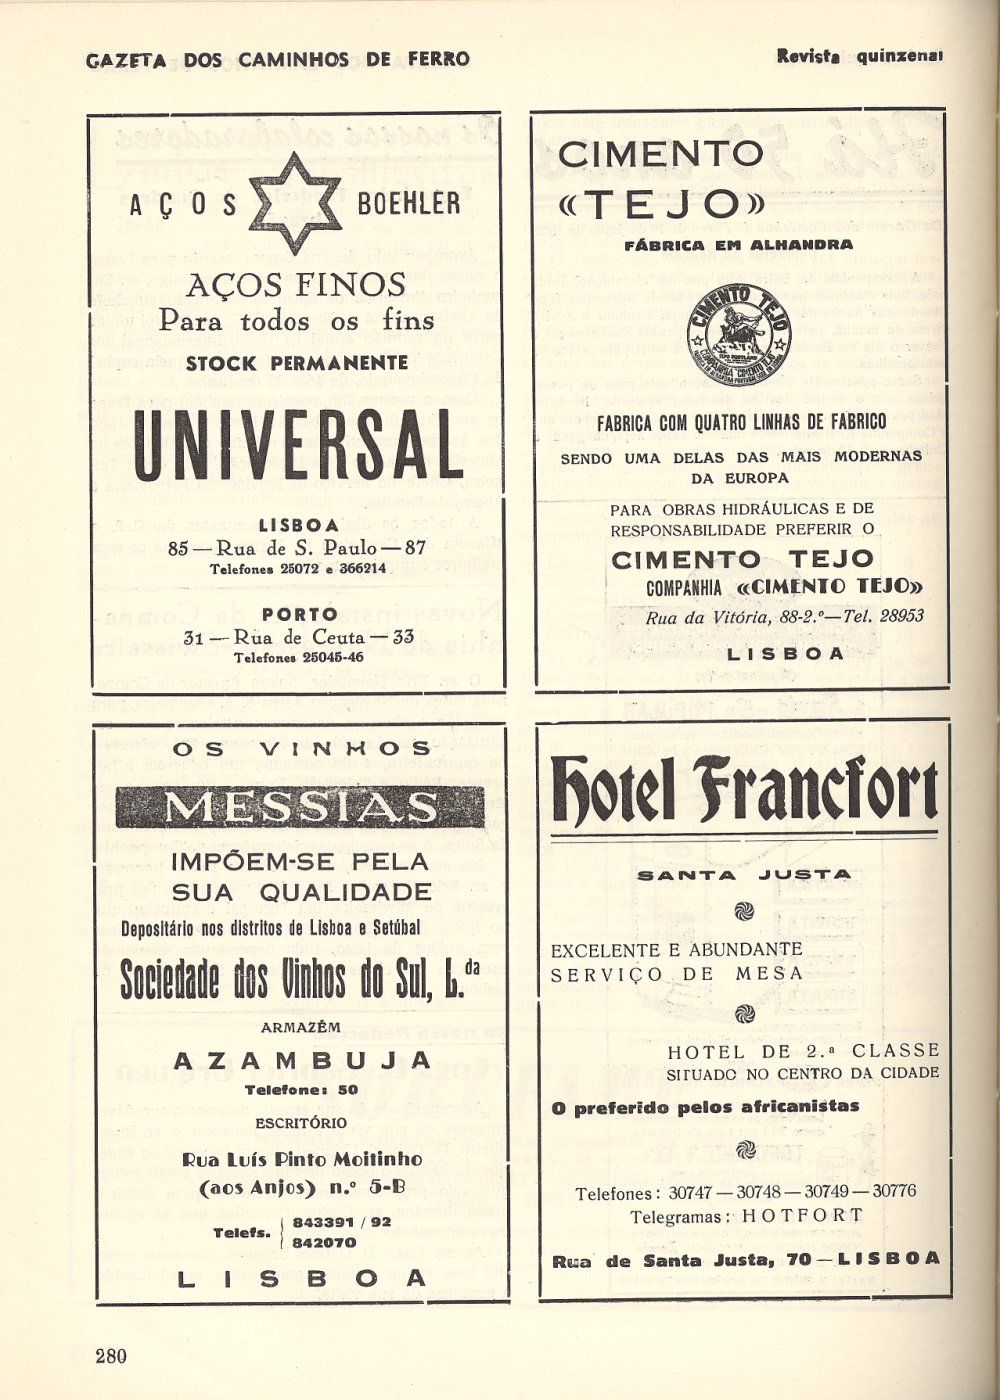 GAZETA DOS CAMINHOS DE FERRO
Revista quinzenal
AÇOS BOEHLER
AÇOS FINOS
Para todos os fins
STOCK PERMANENTE
UNIVERSAL
LISBOA
85 — Rua de S. Paulo — 87
Telefones 25072 e 366214
PORTO
31 — Rua de Ceuta — 33
Telefones 25045-46
CIMENTO
«TEJO»
FÁBRICA EM ALHANDRA
CIMENTO TEJO
COMPANHIA "CIMENTO TEJO"
FABRICA COM QUATRO LINHAS DE FABRICO
SENDO UMA DELAS DAS MAIS MODERNAS
DA EUROPA
PARA OBRAS HIDRÁULICAS E DE
RESPONSABILIDADE PREFERIR O
CIMENTO TEJO
COMPANHIA «CIMENTO TEJO»
Rua da Vitória, 88-2.º — Tel. 28953
LISBOA
OS VINHOS
MESSIAS
IMPÕEM-SE PELA
SUA QUALIDADE
Depositário nos distritos de Lisboa e Setúbal
Sociedade dos Vinhos do Sul, L.da
ARMAZÉM
AZAMBUJA
Telefone: 50
ESCRITÓRIO
Rua Luís Pinto Moitinho
(aos Anjos) n.º 5-B
Telefs. 843391 / 92
842070
LISBOA
Hotel Francfort
SANTA JUSTA
EXCELENTE E ABUNDANTE
SERVIÇO DE MESA
HOTEL DE 2.ª CLASSE
SITUADO NO CENTRO DA CIDADE
O preferido pelos africanistas
Telefones: 30747 — 30748 — 30749 — 30776
Telegramas: HOTFORT
Rua de Santa Justa, 70 — LISBOA
280